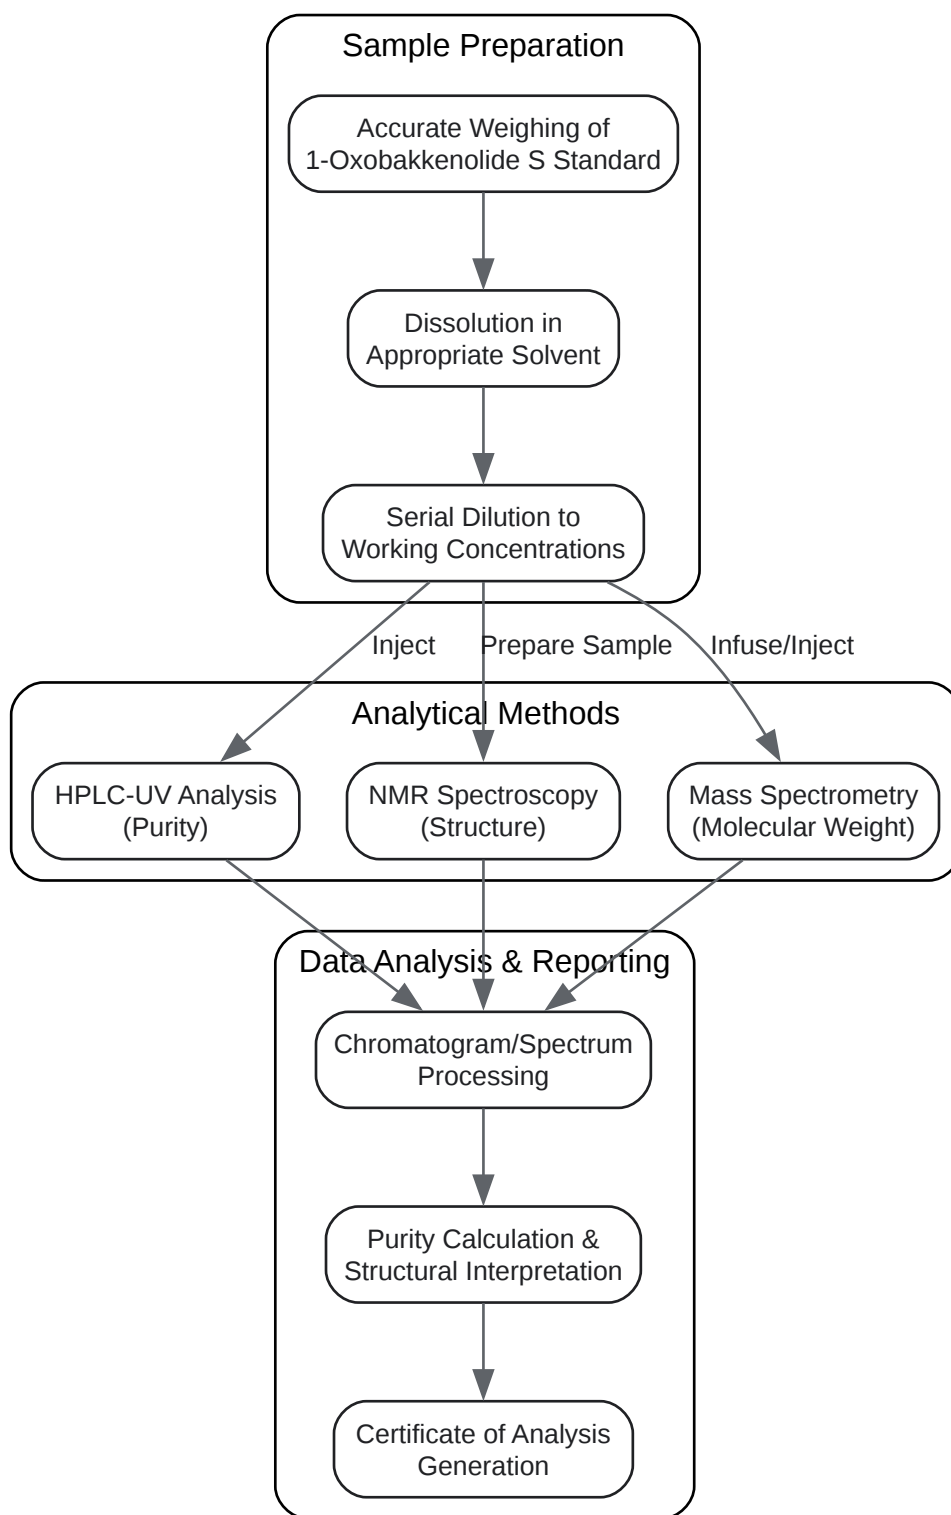 Sample Preparation
Accurate Weighing of
1-Oxobakkenolide S Standard
Dissolution in
Appropriate Solvent
Serial Dilution to
Working Concentrations
Inject
Prepare Sample
Infuse/Inject
Analytical Methods
HPLC-UV Analysis
(Purity)
NMR Spectroscopy
(Structure)
Mass Spectrometry
(Molecular Weight)
Data Analysis & Reporting
Chromatogram/Spectrum
Processing
Purity Calculation &
Structural Interpretation
Certificate of Analysis
Generation